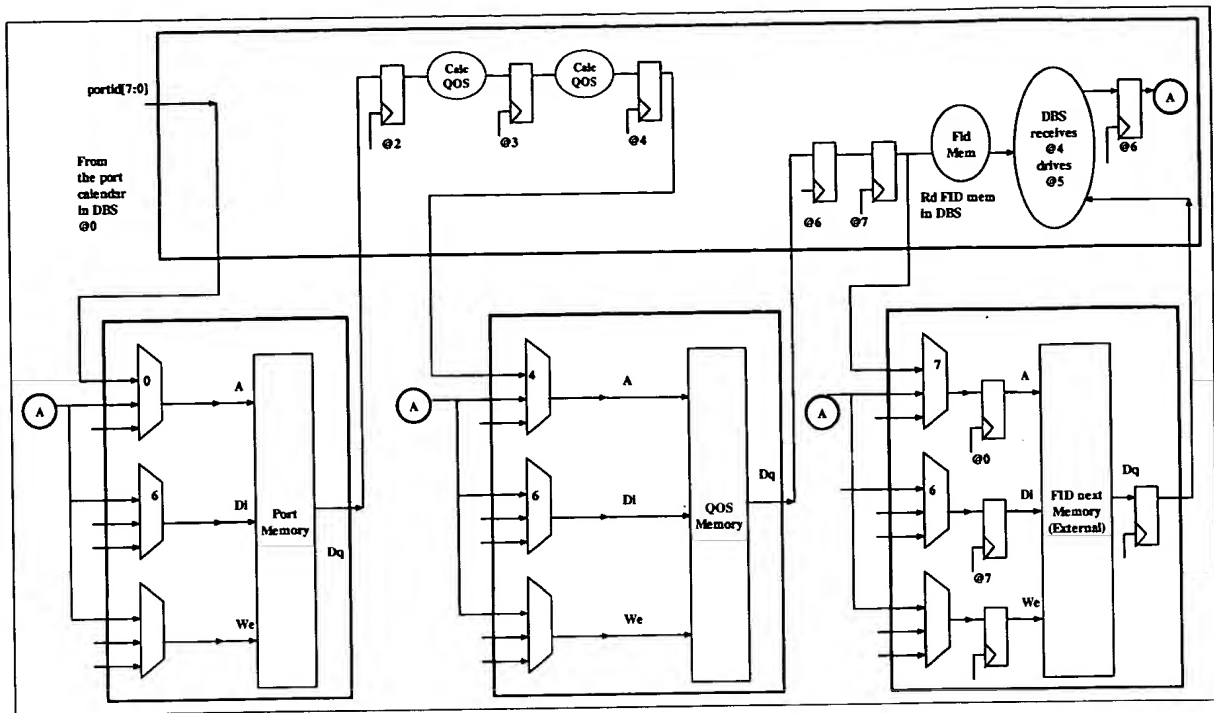 portid[7:0]
From
the port
calendar
in DBS
@0
@2
Calc
QOS
@3
Calc
QOS
@4
@6
@7
Fid
Mem
Rd FID mem
in DBS
DBS
receives
@4
drives
@5
@6
A
A
0
A
6
Di
Port
Memory
Dq
We
A
4
A
6
Di
QOS
Memory
Dq
We
A
7
@0
A
6
@7
Di
FID next
Memory
(External)
Dq
We